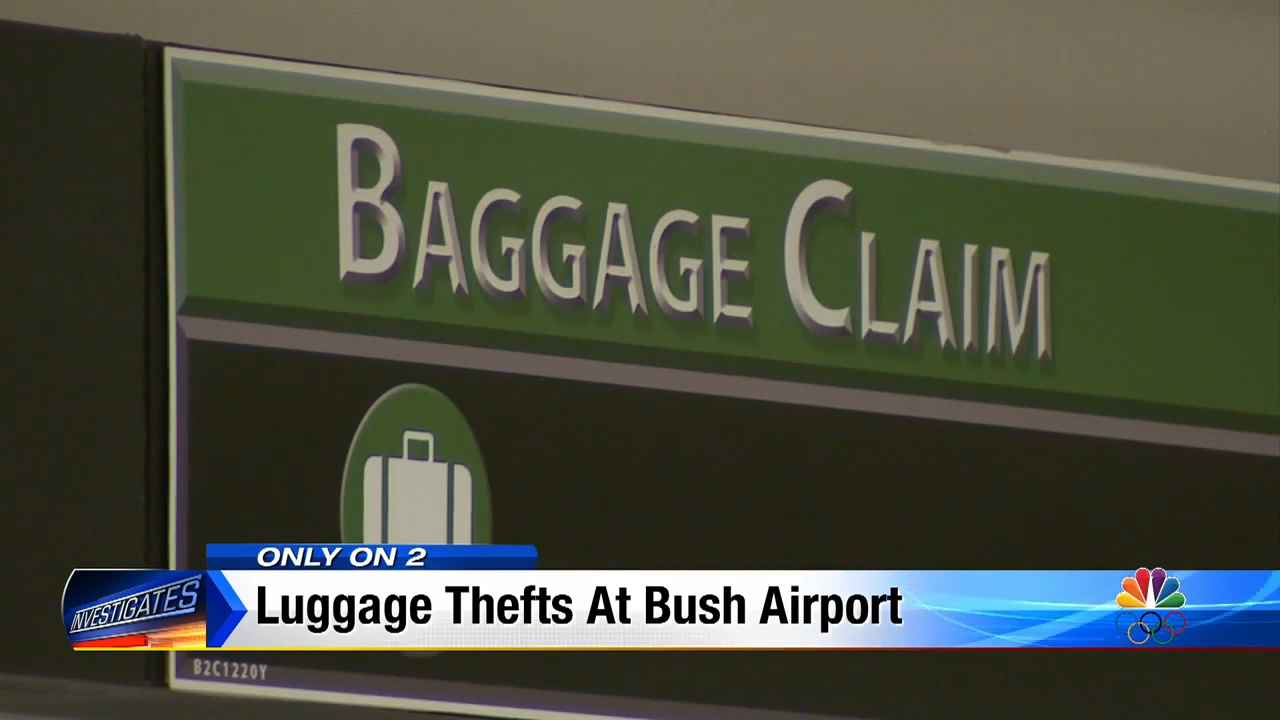 BAGGAGE CLAIM
ONLY ON 2
INVESTIGATES
Luggage Thefts At Bush Airport
B2C1220Y